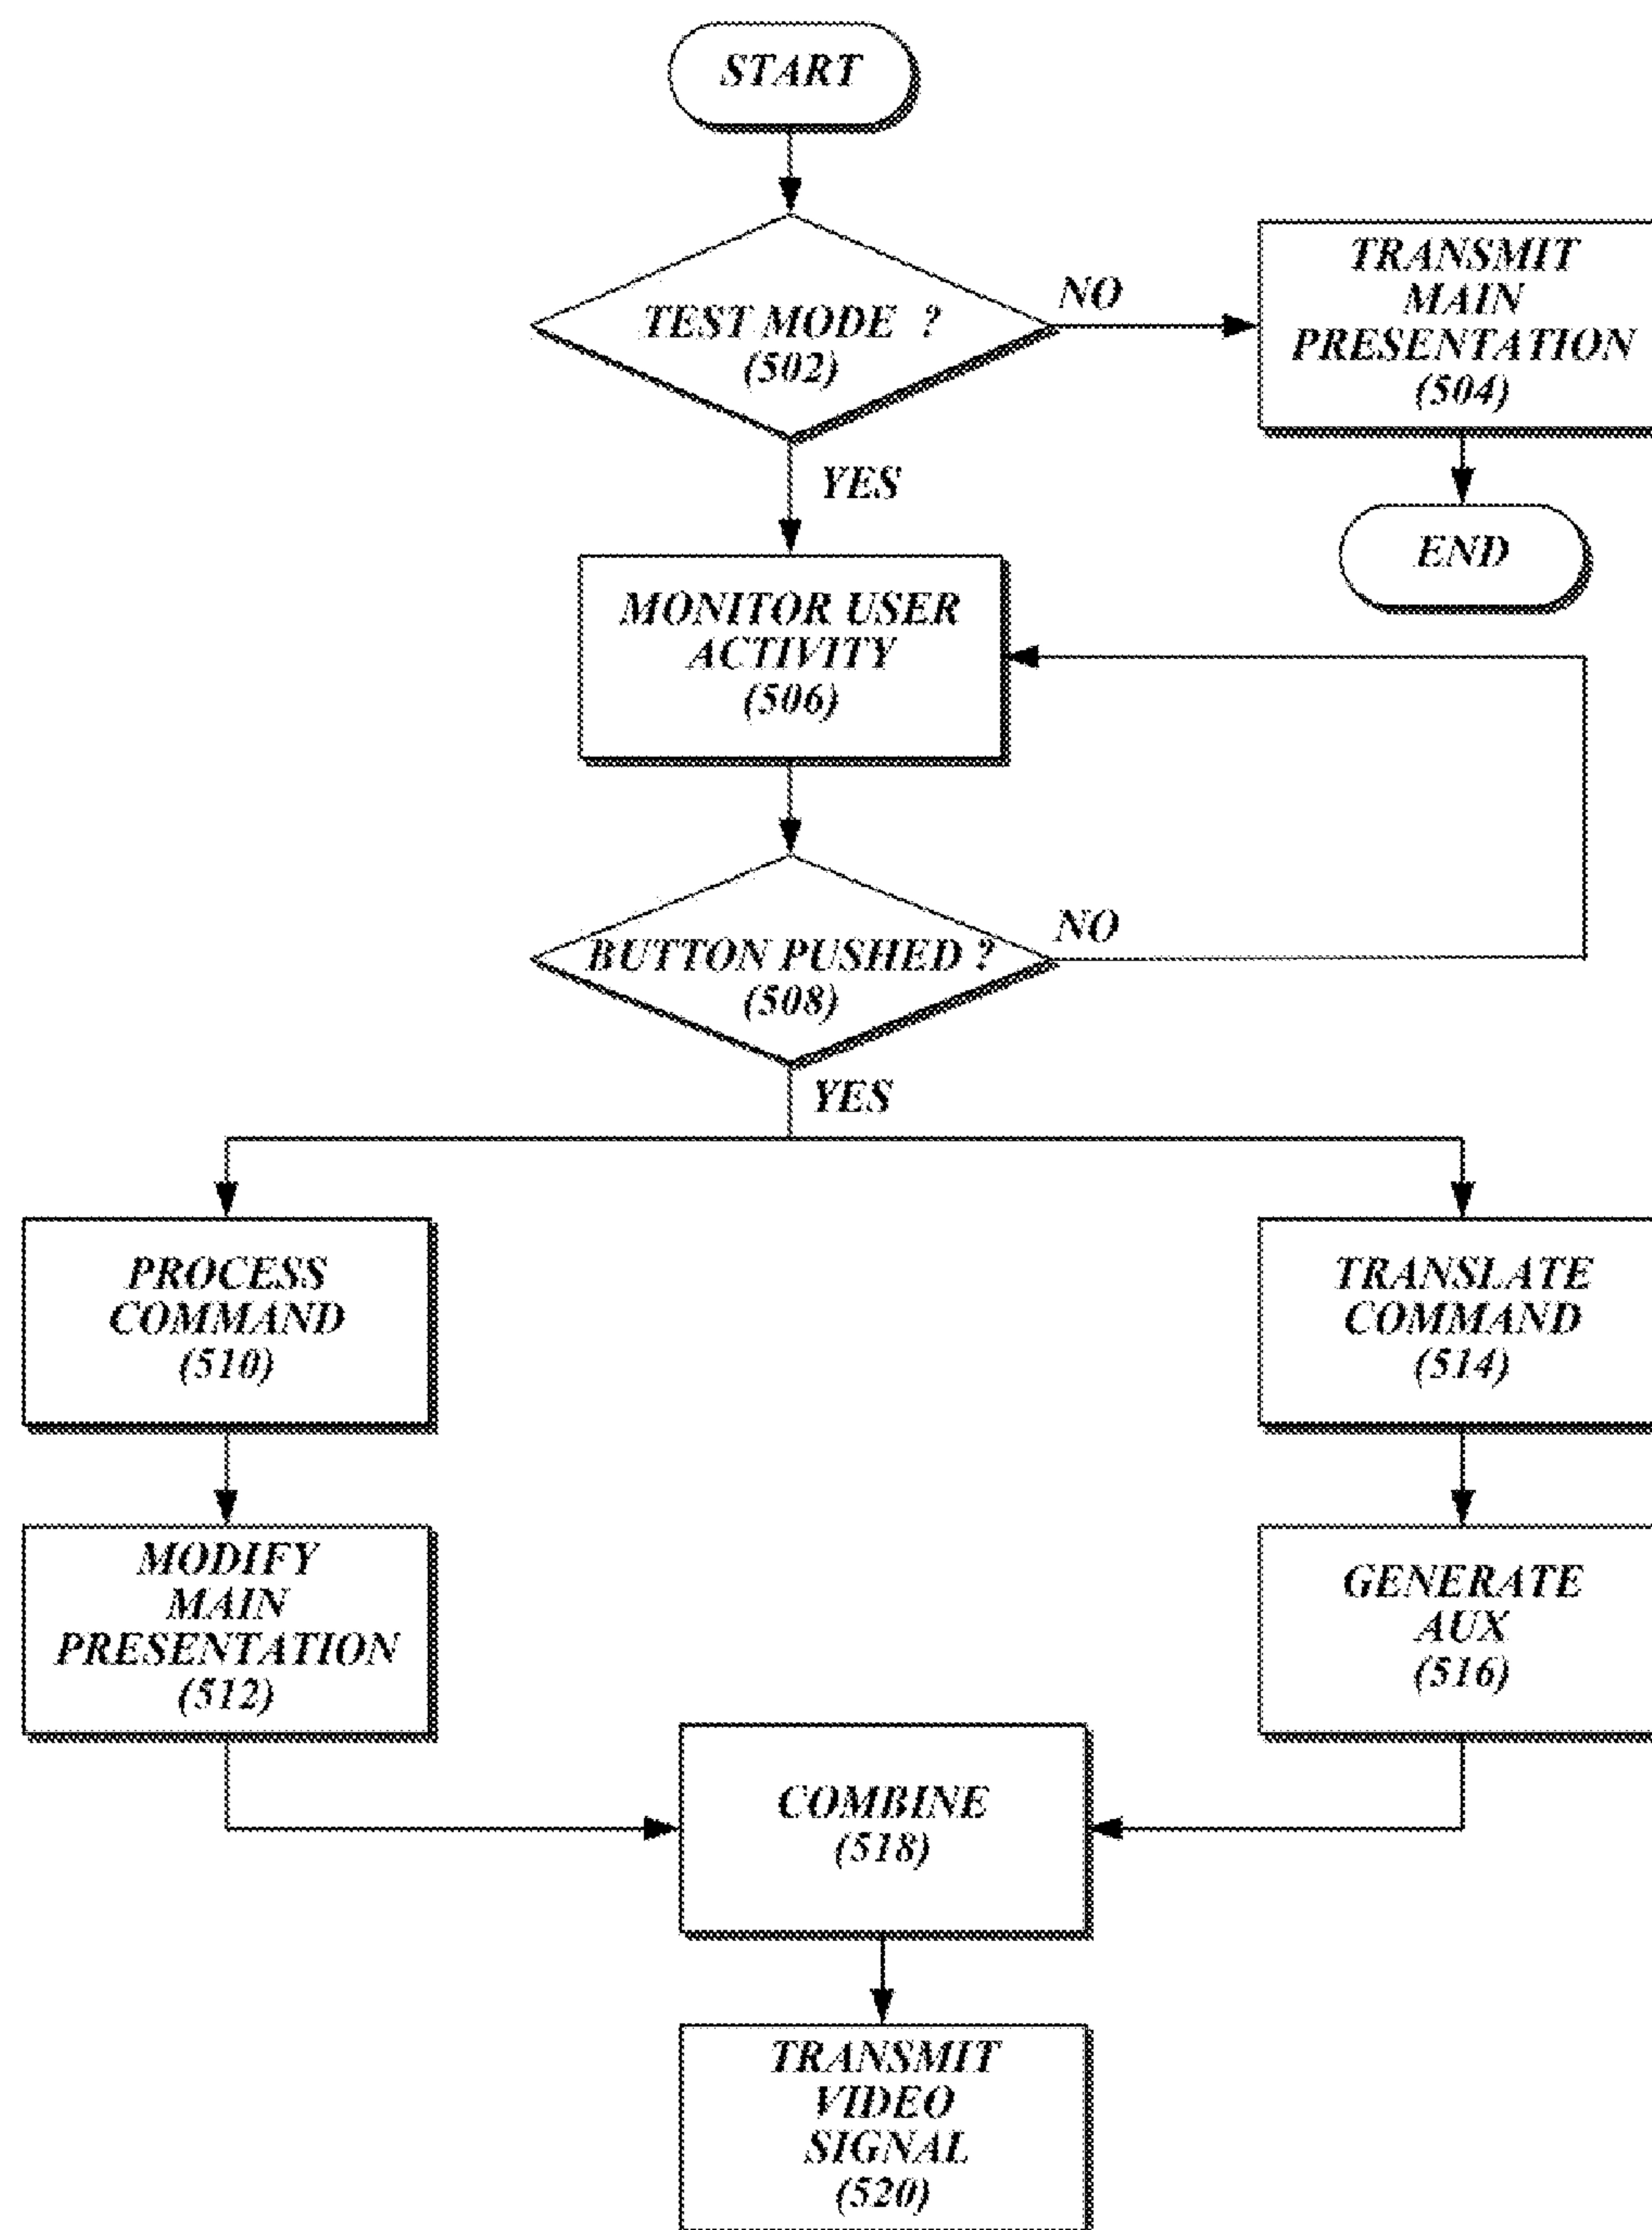 START
TEST MODE ?
(502)
NO
TRANSMIT
MAIN
PRESENTATION
(504)
YES
END
MONITOR USER
ACTIVITY
(506)
BUTTON PUSHED ?
(508)
NO
YES
PROCESS
COMMAND
(510)
TRANSLATE
COMMAND
(514)
MODIFY
MAIN
PRESENTATION
(512)
GENERATE
AUX
(516)
COMBINE
(518)
TRANSMIT
VIDEO
SIGNAL
(520)